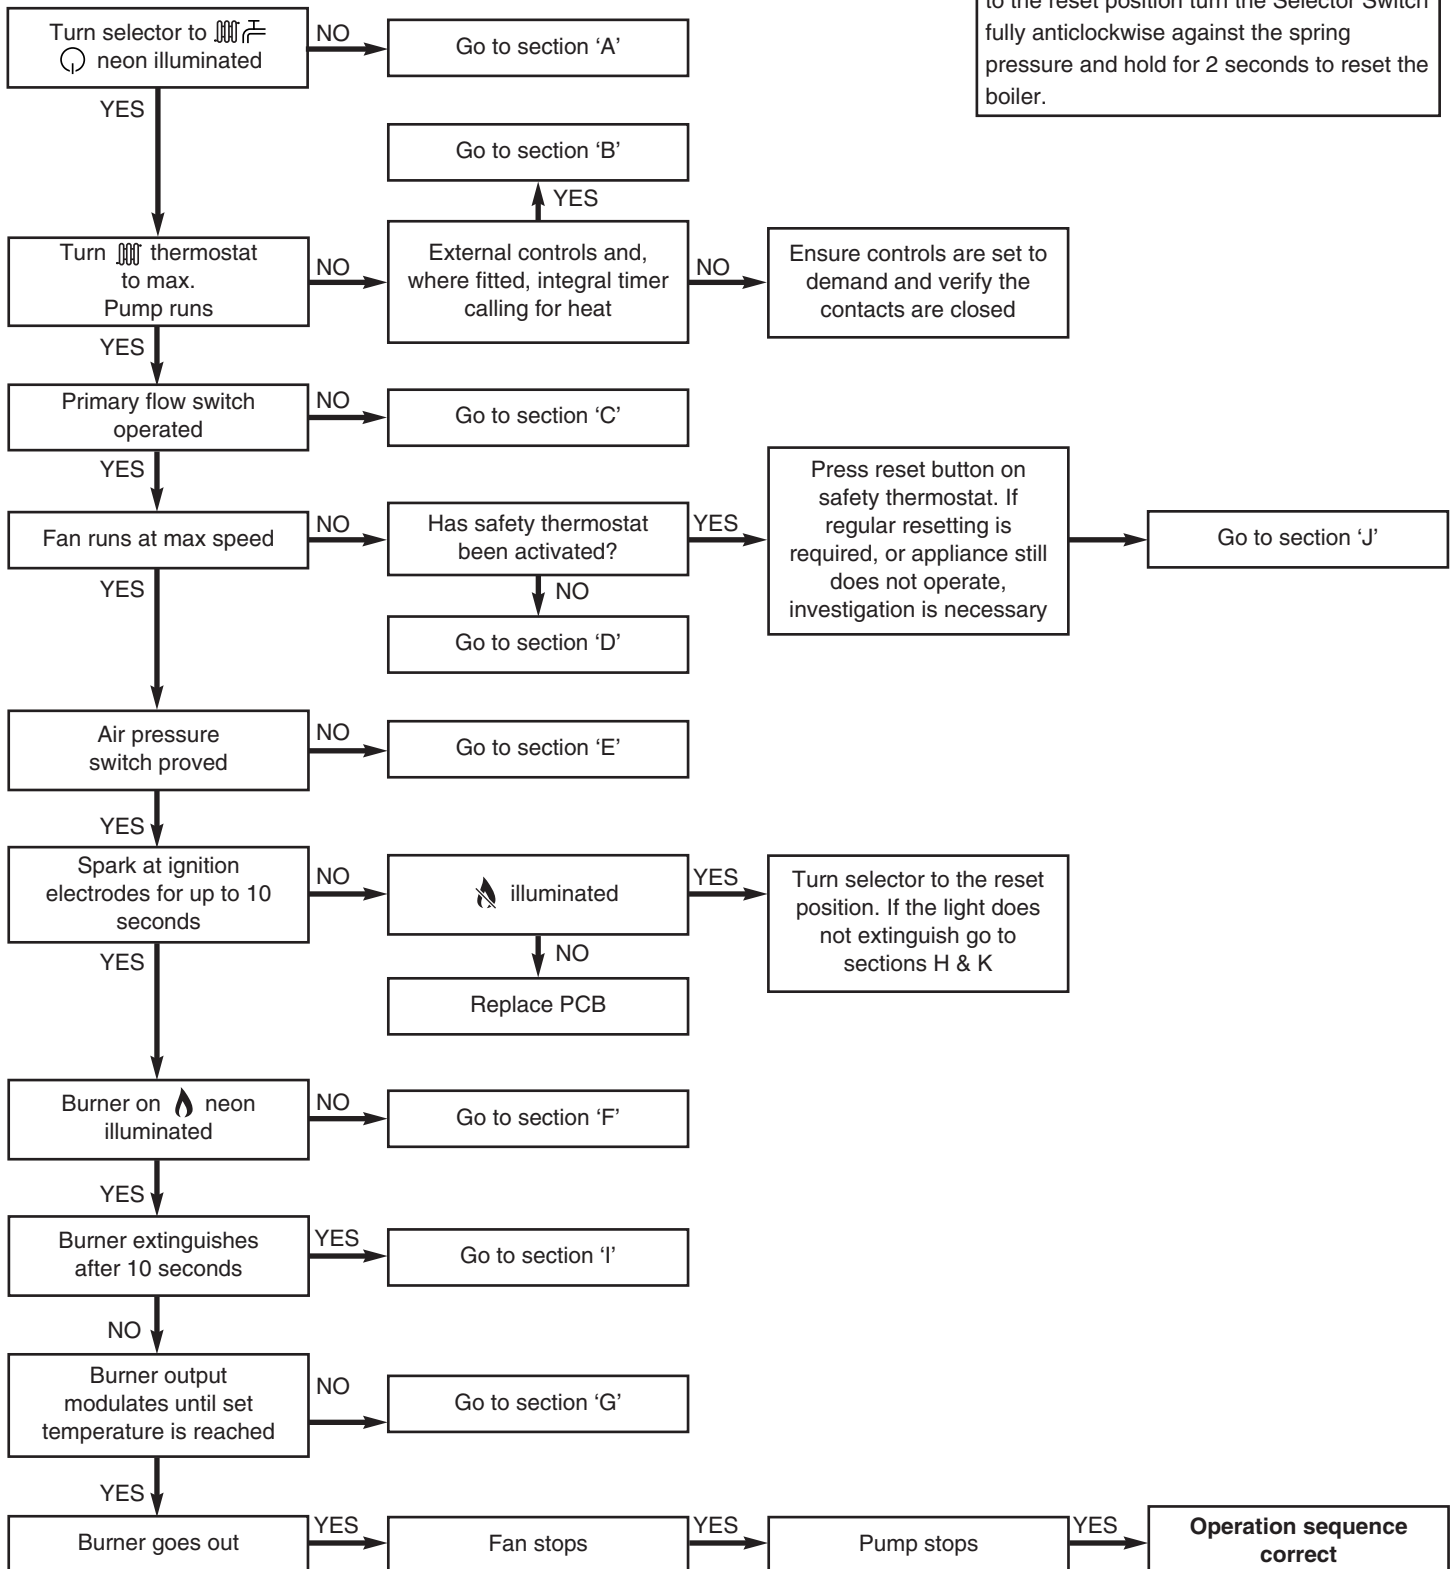 to the reset position turn the Selector Switch
fully anticlockwise against the spring
pressure and hold for 2 seconds to reset the
boiler.
Turn selector to
neon illuminated
NO
Go to section ‘A’
YES
Go to section ‘B’
YES
Turn thermostat
to max.
Pump runs
NO
External controls and,
where fitted, integral timer
calling for heat
NO
Ensure controls are set to
demand and verify the
contacts are closed
YES
Primary flow switch
operated
NO
Go to section ‘C’
YES
Fan runs at max speed
NO
Has safety thermostat
been activated?
YES
Press reset button on
safety thermostat. If
regular resetting is
required, or appliance still
does not operate,
investigation is necessary
Go to section ‘J’
NO
Go to section ‘D’
YES
Air pressure
switch proved
NO
Go to section ‘E’
YES
Spark at ignition
electrodes for up to 10
seconds
NO
illuminated
YES
Turn selector to the reset
position. If the light does
not extinguish go to
sections H & K
NO
Replace PCB
YES
Burner on neon
illuminated
NO
Go to section ‘F’
YES
Burner extinguishes
after 10 seconds
YES
Go to section ‘I’
NO
Burner output
modulates until set
temperature is reached
NO
Go to section ‘G’
YES
Burner goes out
YES
Fan stops
YES
Pump stops
YES
Operation sequence
correct